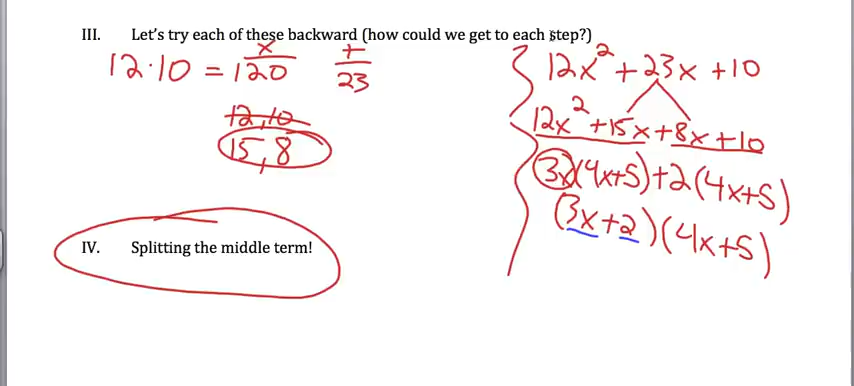 III. Let's try each of these backward (how could we get to each step?)
12·10 = 120 × + 23
12,10
15,8
12x² + 23x + 10
12x² + 15x + 8x + 10
3x(4x+5)+2(4x+5)
(3x+2)(4x+5)
IV. Splitting the middle term!